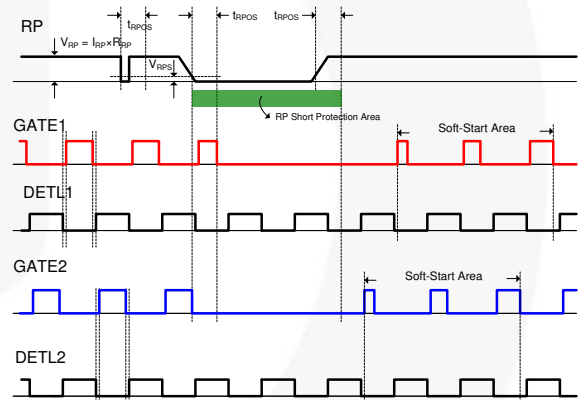 RP
tRPOS
tRPOS
tRPOS
VRP = IRP×RRP
VRPS
RP Short Protection Area
GATE1
Soft-Start Area
DETL1
GATE2
Soft-Start Area
DETL2